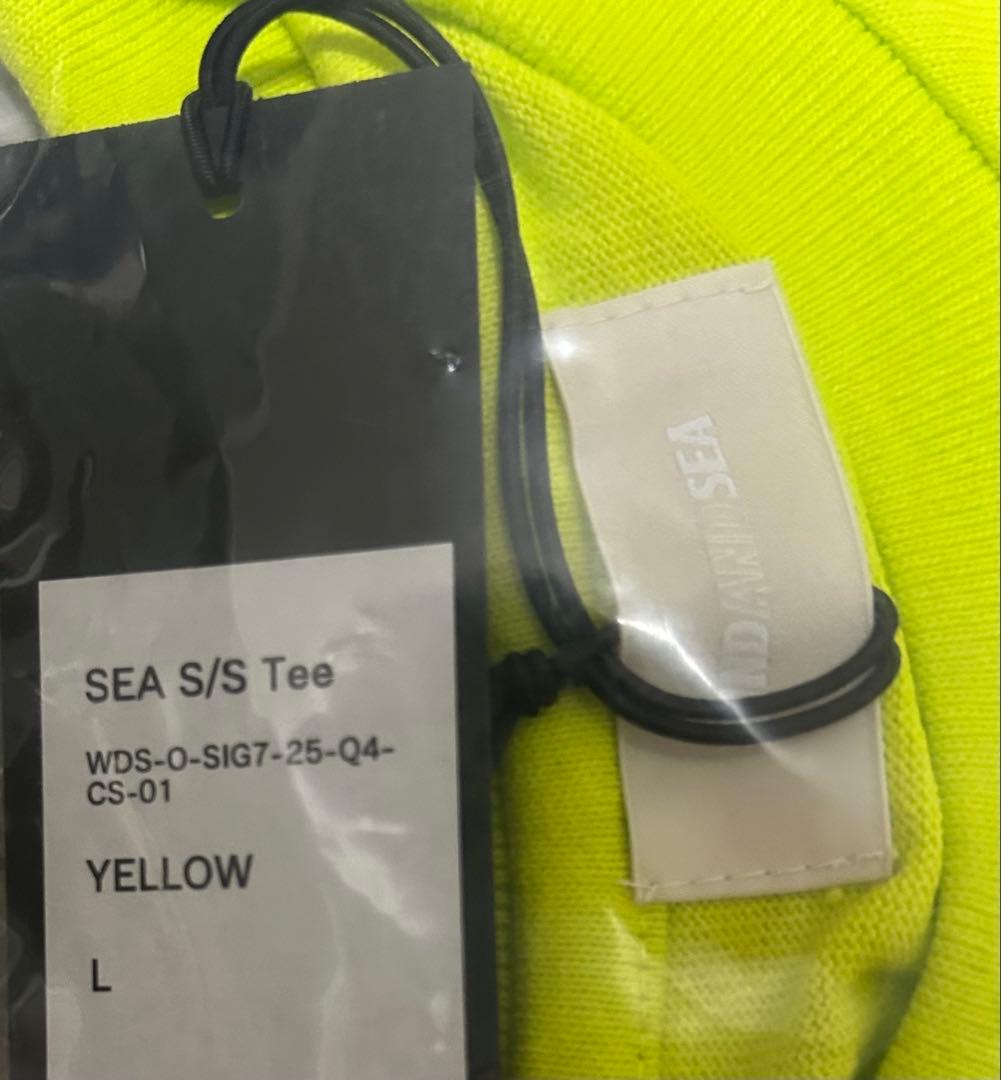 SEA S/S Tee
WDS-O-SIG7-25-Q4-
CS-01
YELLOW
L
SEA